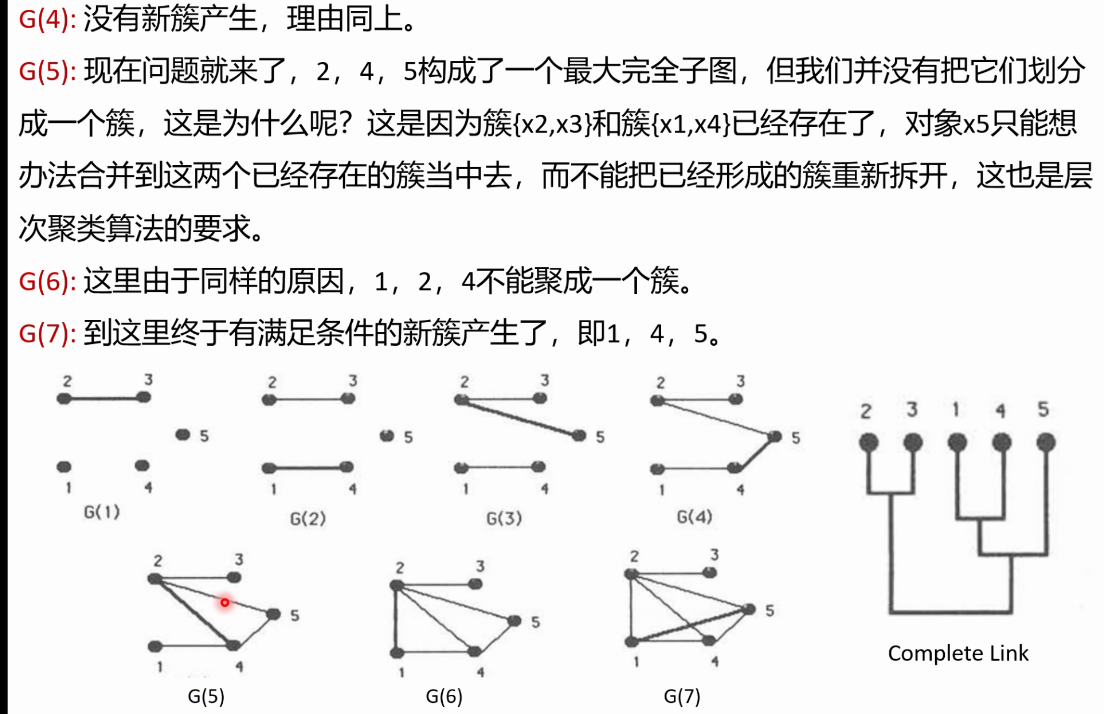 G(4): 没有新簇产生，理由同上。
G(5): 现在问题就来了，2，4，5构成了一个最大完全子图，但我们并没有把它们划分
成一个簇，这是为什么呢？这是因为簇{x2,x3}和簇{x1,x4}已经存在了，对象x5只能想
办法合并到这两个已经存在的簇当中去，而不能把已经形成的簇重新拆开，这也是层
次聚类算法的要求。
G(6): 这里由于同样的原因，1，2，4不能聚成一个簇。
G(7): 到这里终于有满足条件的新簇产生了，即1，4，5。
2 3
5
1 4
G(1)
2 3
5
1 4
G(2)
2 3
5
1 4
G(3)
2 3
5
1 4
G(4)
2 3 1 4 5
Complete Link
2 3
5
1 4
G(5)
2 3
5
1 4
G(6)
2 3
5
1 4
G(7)